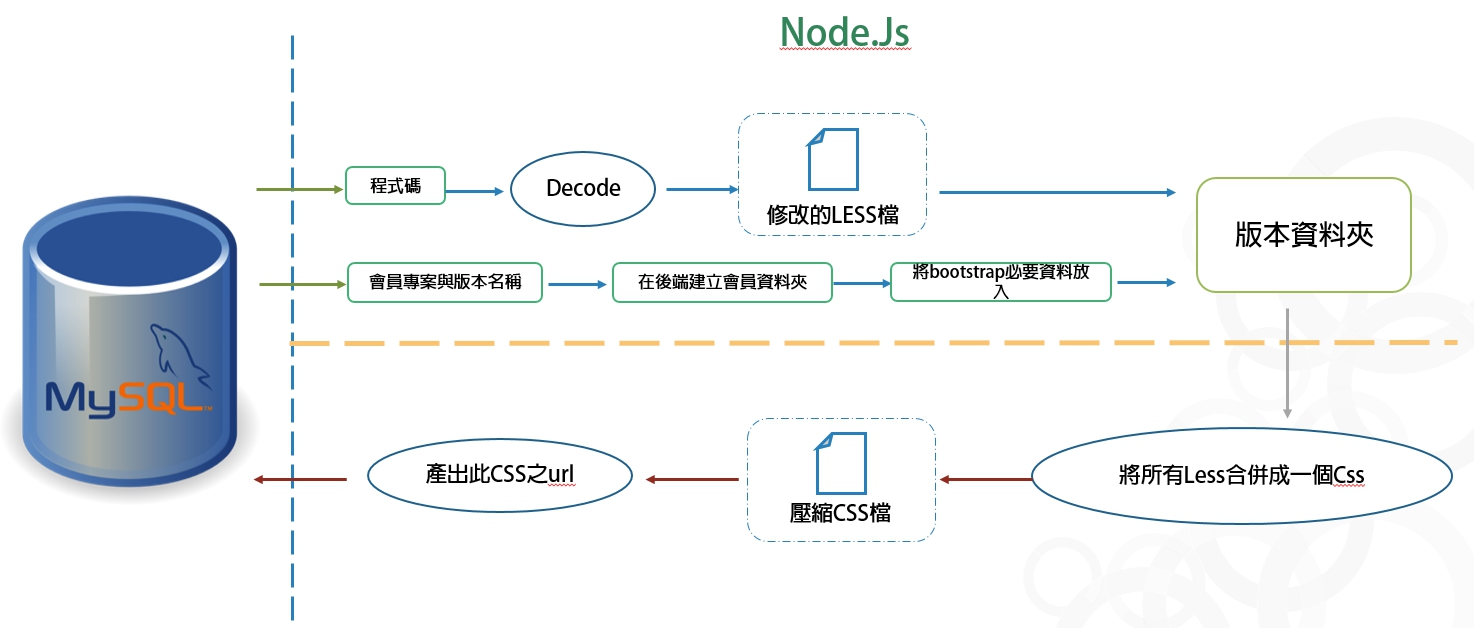 Node.Js
程式碼
Decode
修改的LESS檔
版本資料夾
會員專案與版本名稱
在後端建立會員資料夾
將bootstrap必要資料放
入
MySQL™
產出此CSS之url
壓縮CSS檔
將所有Less合併成一個Css